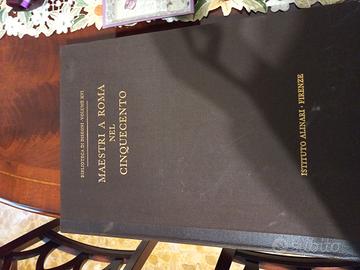 BIBLIOTECA DI DISEGNI · VOLUME XVI
MAESTRI A ROMA
NEL
CINQUECENTO
ISTITUTO ALINARI · FIRENZE
subito